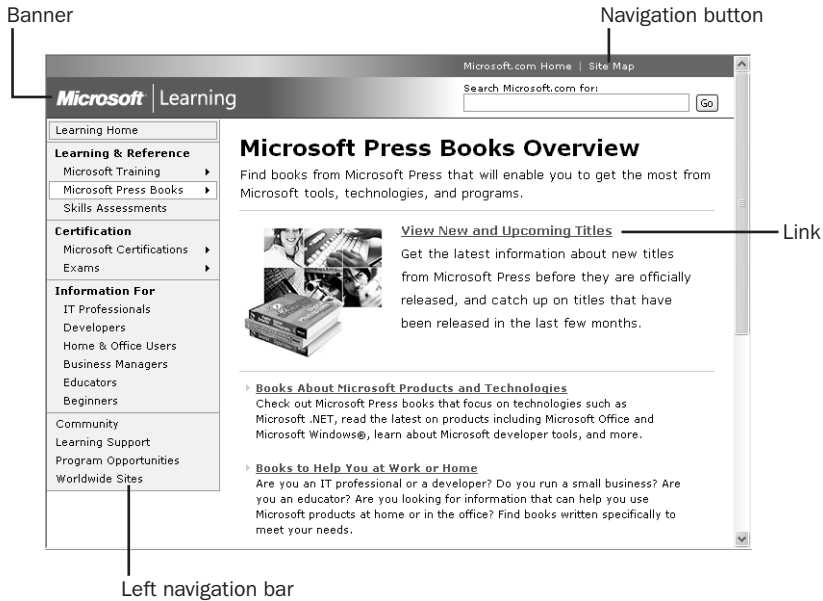 Banner
Navigation button
Microsoft.com Home | Site Map
Microsoft | Learning
Search Microsoft.com for:
Go
Learning Home
Learning & Reference
Microsoft Training
Microsoft Press Books
Skills Assessments
Certification
Microsoft Certifications
Exams
Information For
IT Professionals
Developers
Home & Office Users
Business Managers
Educators
Beginners
Community
Learning Support
Program Opportunities
Worldwide Sites
Microsoft Press Books Overview
Find books from Microsoft Press that will enable you to get the most from
Microsoft tools, technologies, and programs.
View New and Upcoming Titles
Link
Get the latest information about new titles
from Microsoft Press before they are officially
released, and catch up on titles that have
been released in the last few months.
Books About Microsoft Products and Technologies
Check out Microsoft Press books that focus on technologies such as
Microsoft .NET, read the latest on products including Microsoft Office and
Microsoft Windows®, learn about Microsoft developer tools, and more.
Books to Help You at Work or Home
Are you an IT professional or a developer? Do you run a small business? Are
you an educator? Are you looking for information that can help you use
Microsoft products at home or in the office? Find books written specifically to
meet your needs.
Left navigation bar